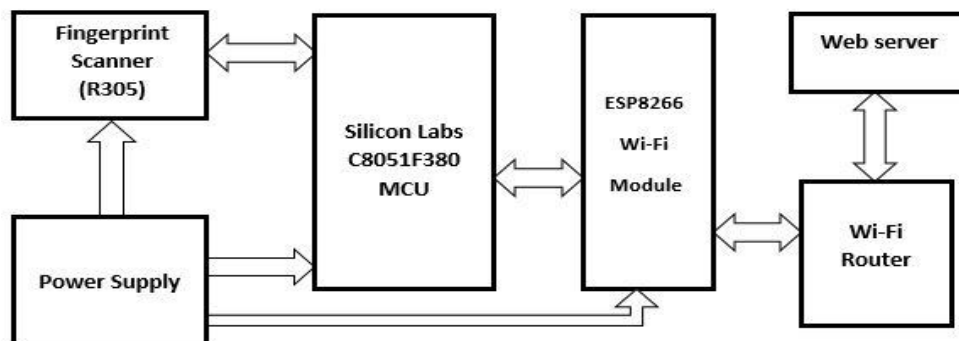 Fingerprint
Scanner
(R305)
Silicon Labs
C8051F380
MCU
ESP8266
Wi-Fi
Module
Web server
Power Supply
Wi-Fi
Router